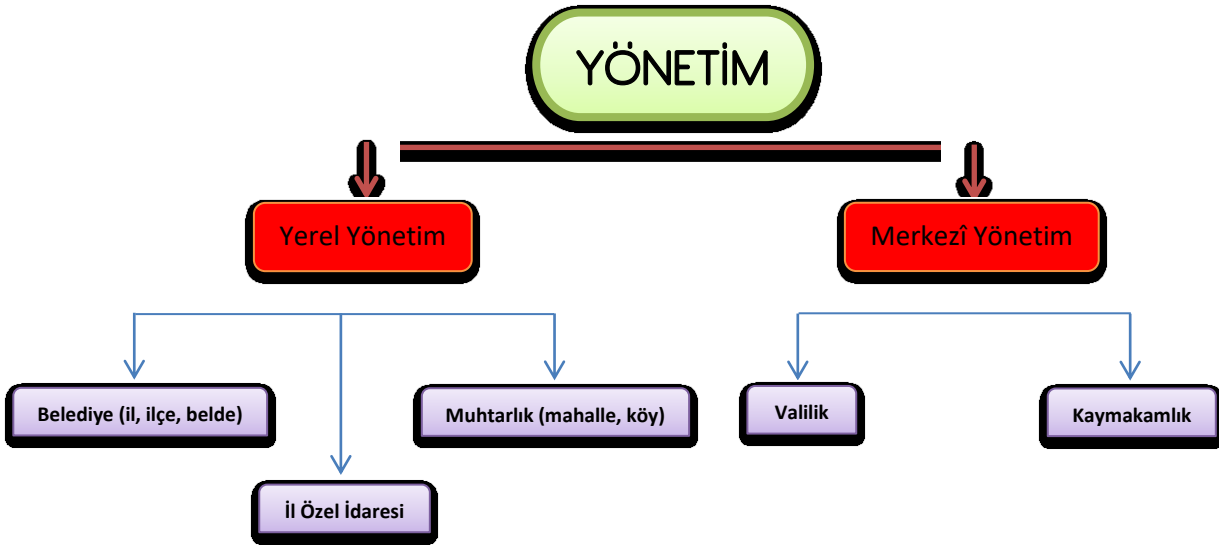 YÖNETİM
Yerel Yönetim
Merkezî Yönetim
Belediye (il, ilçe, belde)
Muhtarlık (mahalle, köy)
Valilik
Kaymakamlık
İl Özel İdaresi